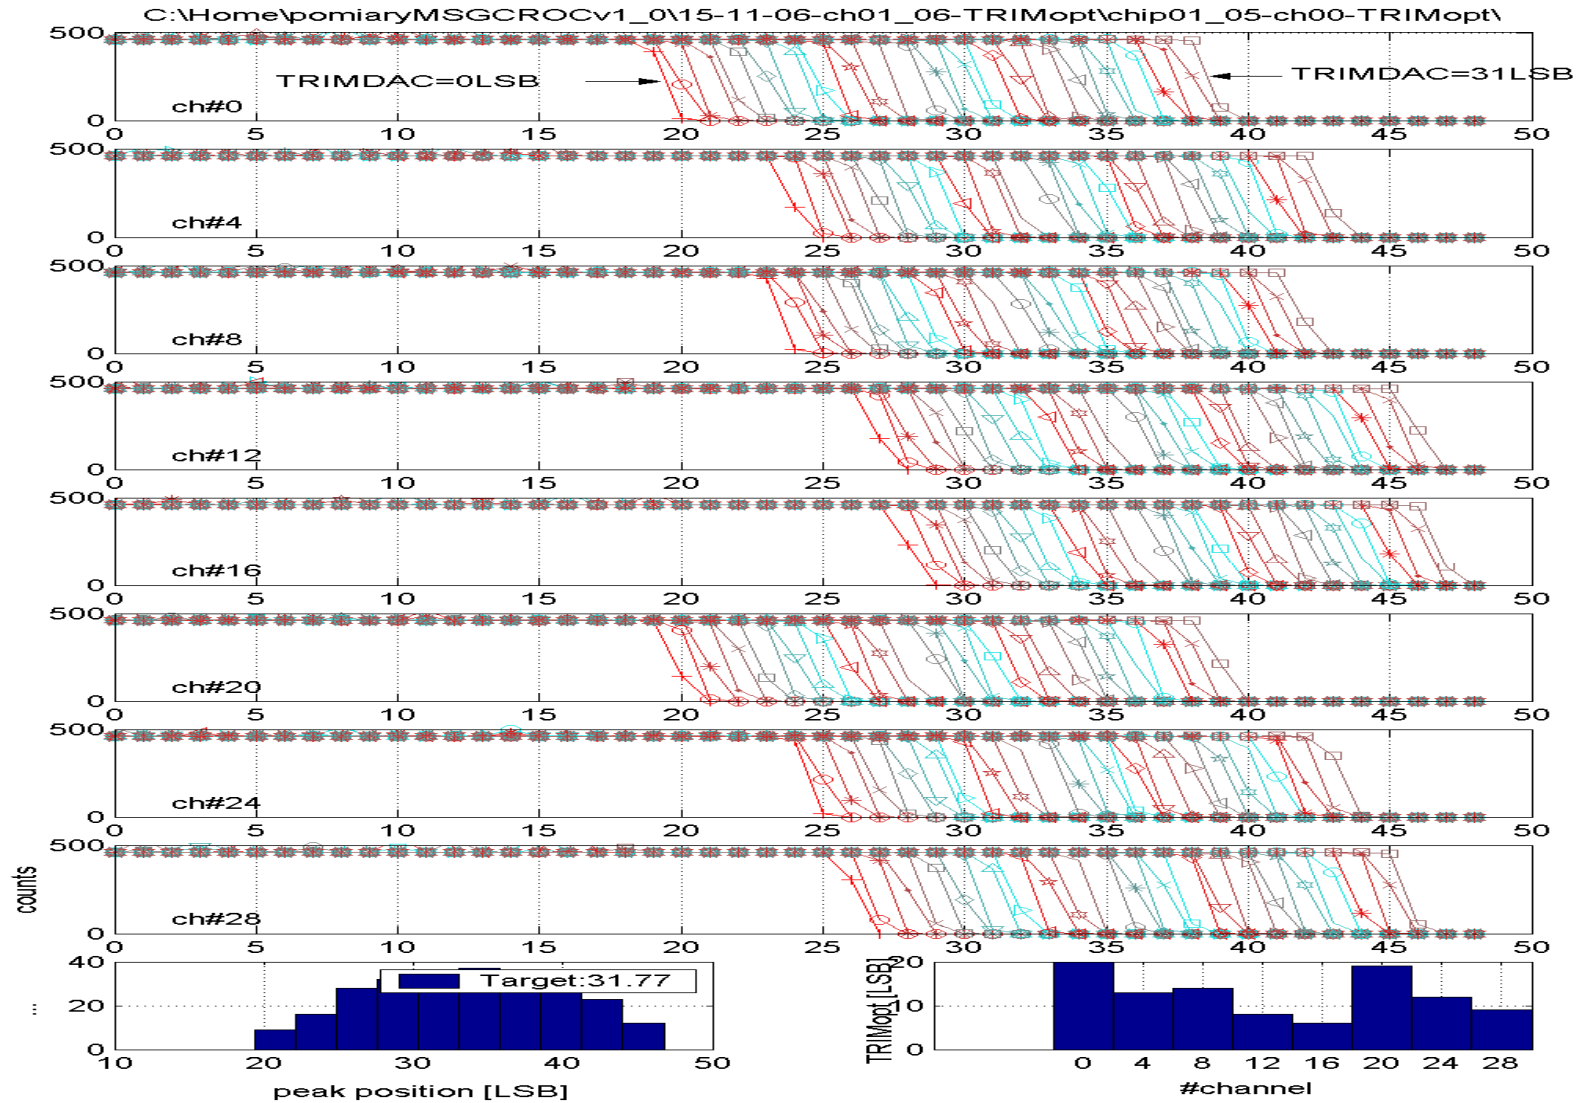 C:\Home\pomiaryMSGCROCv1_0\15-11-06-ch01_06-TRIMopt\chip01_05-ch00-TRIMopt\
500
TRIMDAC=0LSB
TRIMDAC=31LSB
ch#0
0
0 5 10 15 20 25 30 35 40 45 50
500
ch#4
0
0 5 10 15 20 25 30 35 40 45 50
500
ch#8
0
0 5 10 15 20 25 30 35 40 45 50
500
ch#12
0
0 5 10 15 20 25 30 35 40 45 50
500
ch#16
0
0 5 10 15 20 25 30 35 40 45 50
500
ch#20
0
0 5 10 15 20 25 30 35 40 45 50
500
ch#24
0
0 5 10 15 20 25 30 35 40 45 50
500
counts
ch#28
0
0 5 10 15 20 25 30 35 40 45 50
40
Target:31.77
20
...
0
10 20 30 40 50
peak position [LSB]
20
TRIMopt [LSB]
10
0
0 4 8 12 16 20 24 28
#channel